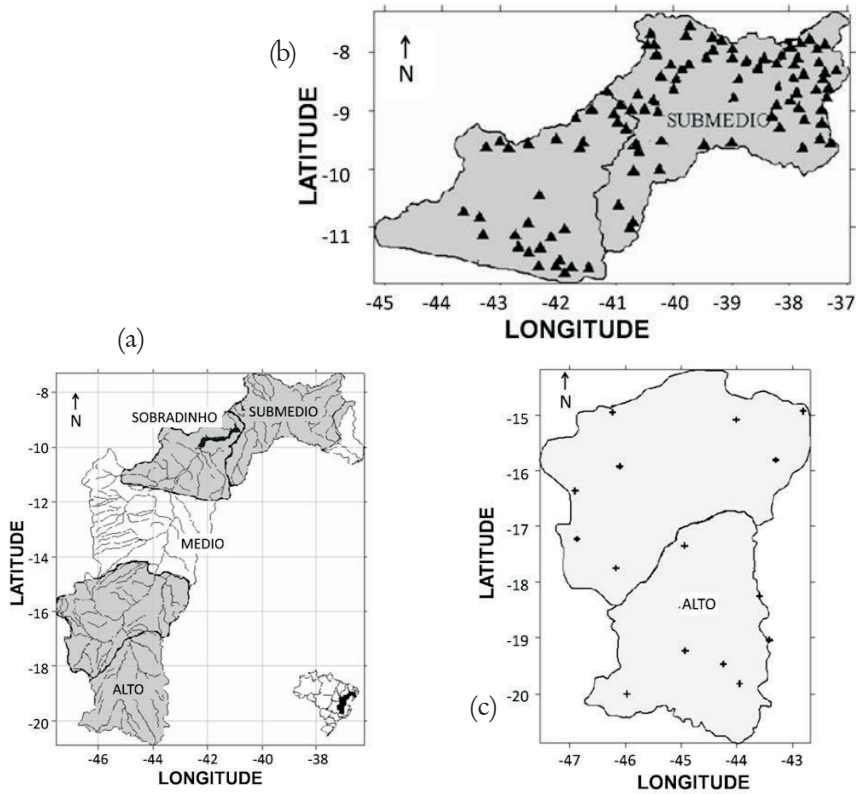 (b)
LATITUDE
-8
-9
-10
-11
N
SUBMEDIO
-45 -44 -43 -42 -41 -40 -39 -38 -37
LONGITUDE
(a)
LATITUDE
-8
-10
-12
-14
-16
-18
-20
N
SOBRADINHO
SUBMEDIO
MEDIO
ALTO
-46 -44 -42 -40 -38
LONGITUDE
(c)
LATITUDE
-15
-16
-17
-18
-19
-20
N
ALTO
-47 -46 -45 -44 -43
LONGITUDE